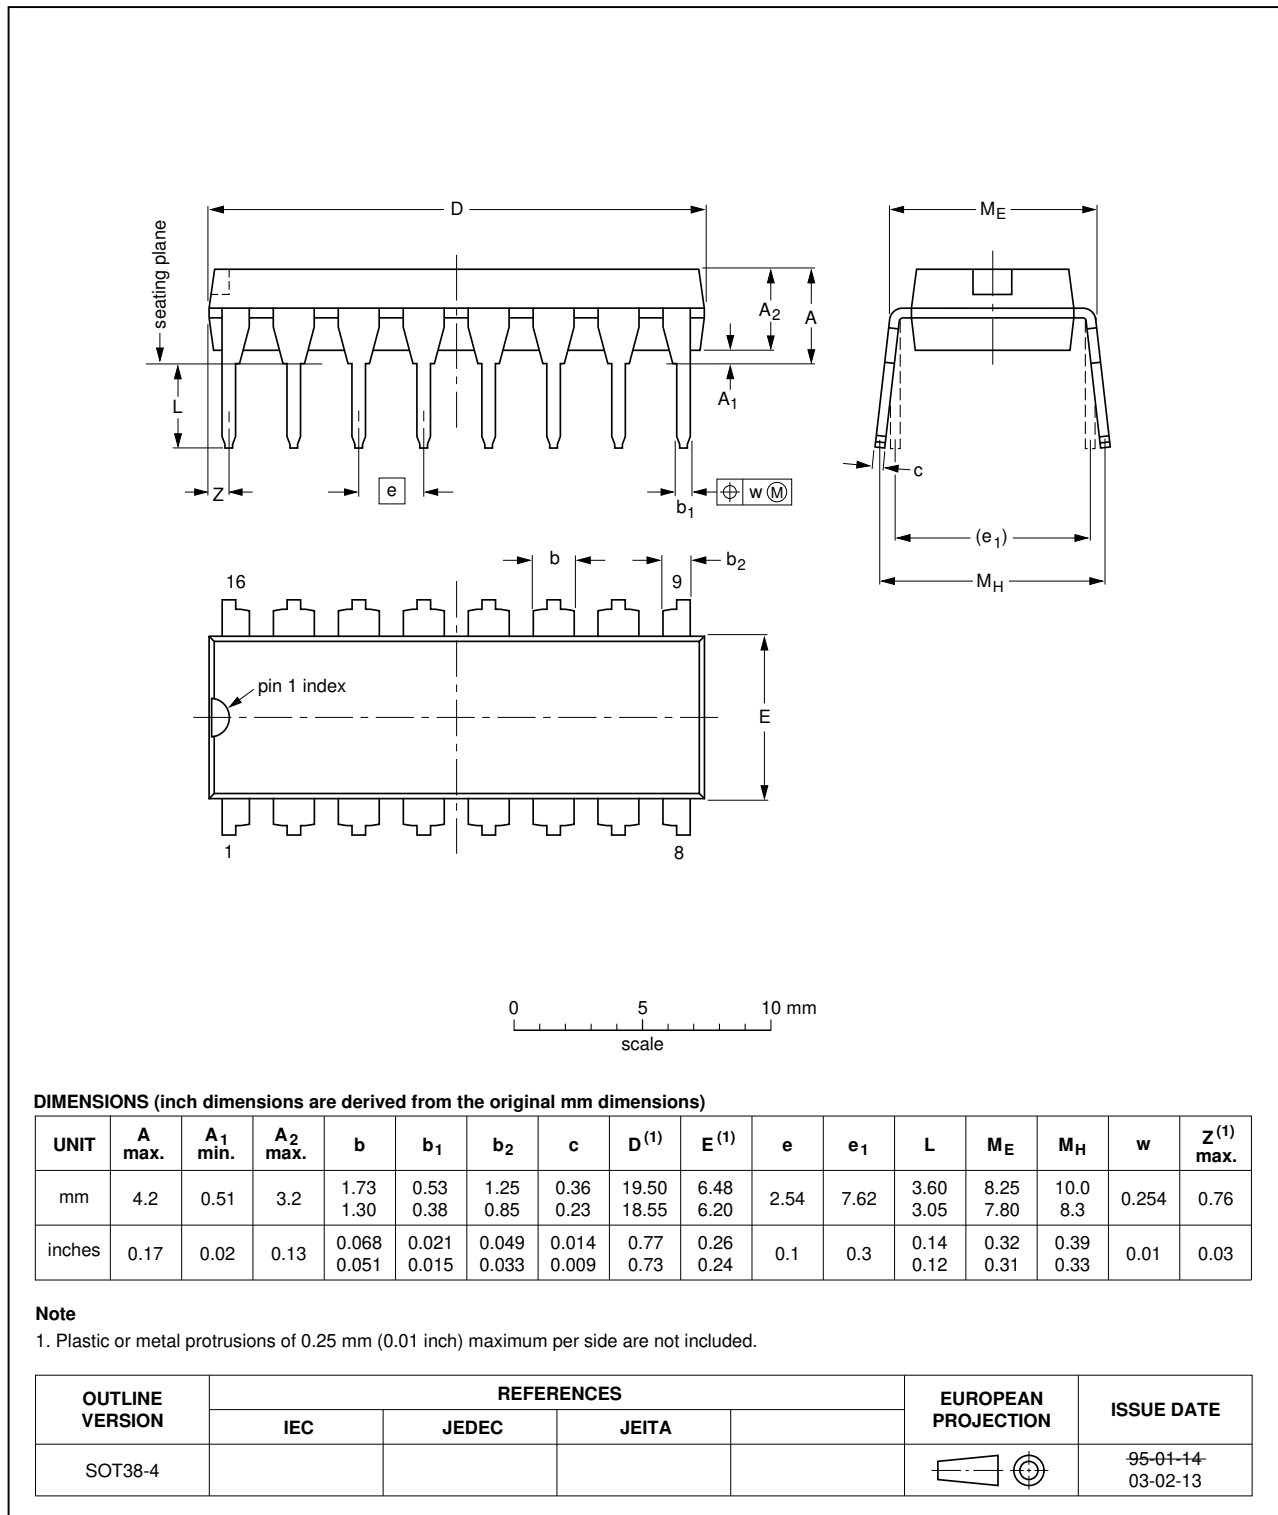 D
M_E
seating plane
A_2
A
L
A_1
c
Z
e
b_1
w M
(e_1)
M_H
b
b_2
16
9
pin 1 index
E
1
8
0 5 10 mm
scale
DIMENSIONS (inch dimensions are derived from the original mm dimensions)
UNIT A max. A1 min. A2 max. b b1 b2 c D(1) E(1) e e1 L ME MH w Z(1) max.
mm 4.2 0.51 3.2 1.73 1.30 0.53 0.38 1.25 0.85 0.36 0.23 19.50 18.55 6.48 6.20 2.54 7.62 3.60 3.05 8.25 7.80 10.0 8.3 0.254 0.76
inches 0.17 0.02 0.13 0.068 0.051 0.021 0.015 0.049 0.033 0.014 0.009 0.77 0.73 0.26 0.24 0.1 0.3 0.14 0.12 0.32 0.31 0.39 0.33 0.01 0.03
Note
1. Plastic or metal protrusions of 0.25 mm (0.01 inch) maximum per side are not included.
OUTLINE VERSION REFERENCES EUROPEAN PROJECTION ISSUE DATE
IEC JEDEC JEITA
SOT38-4 95-01-14
03-02-13